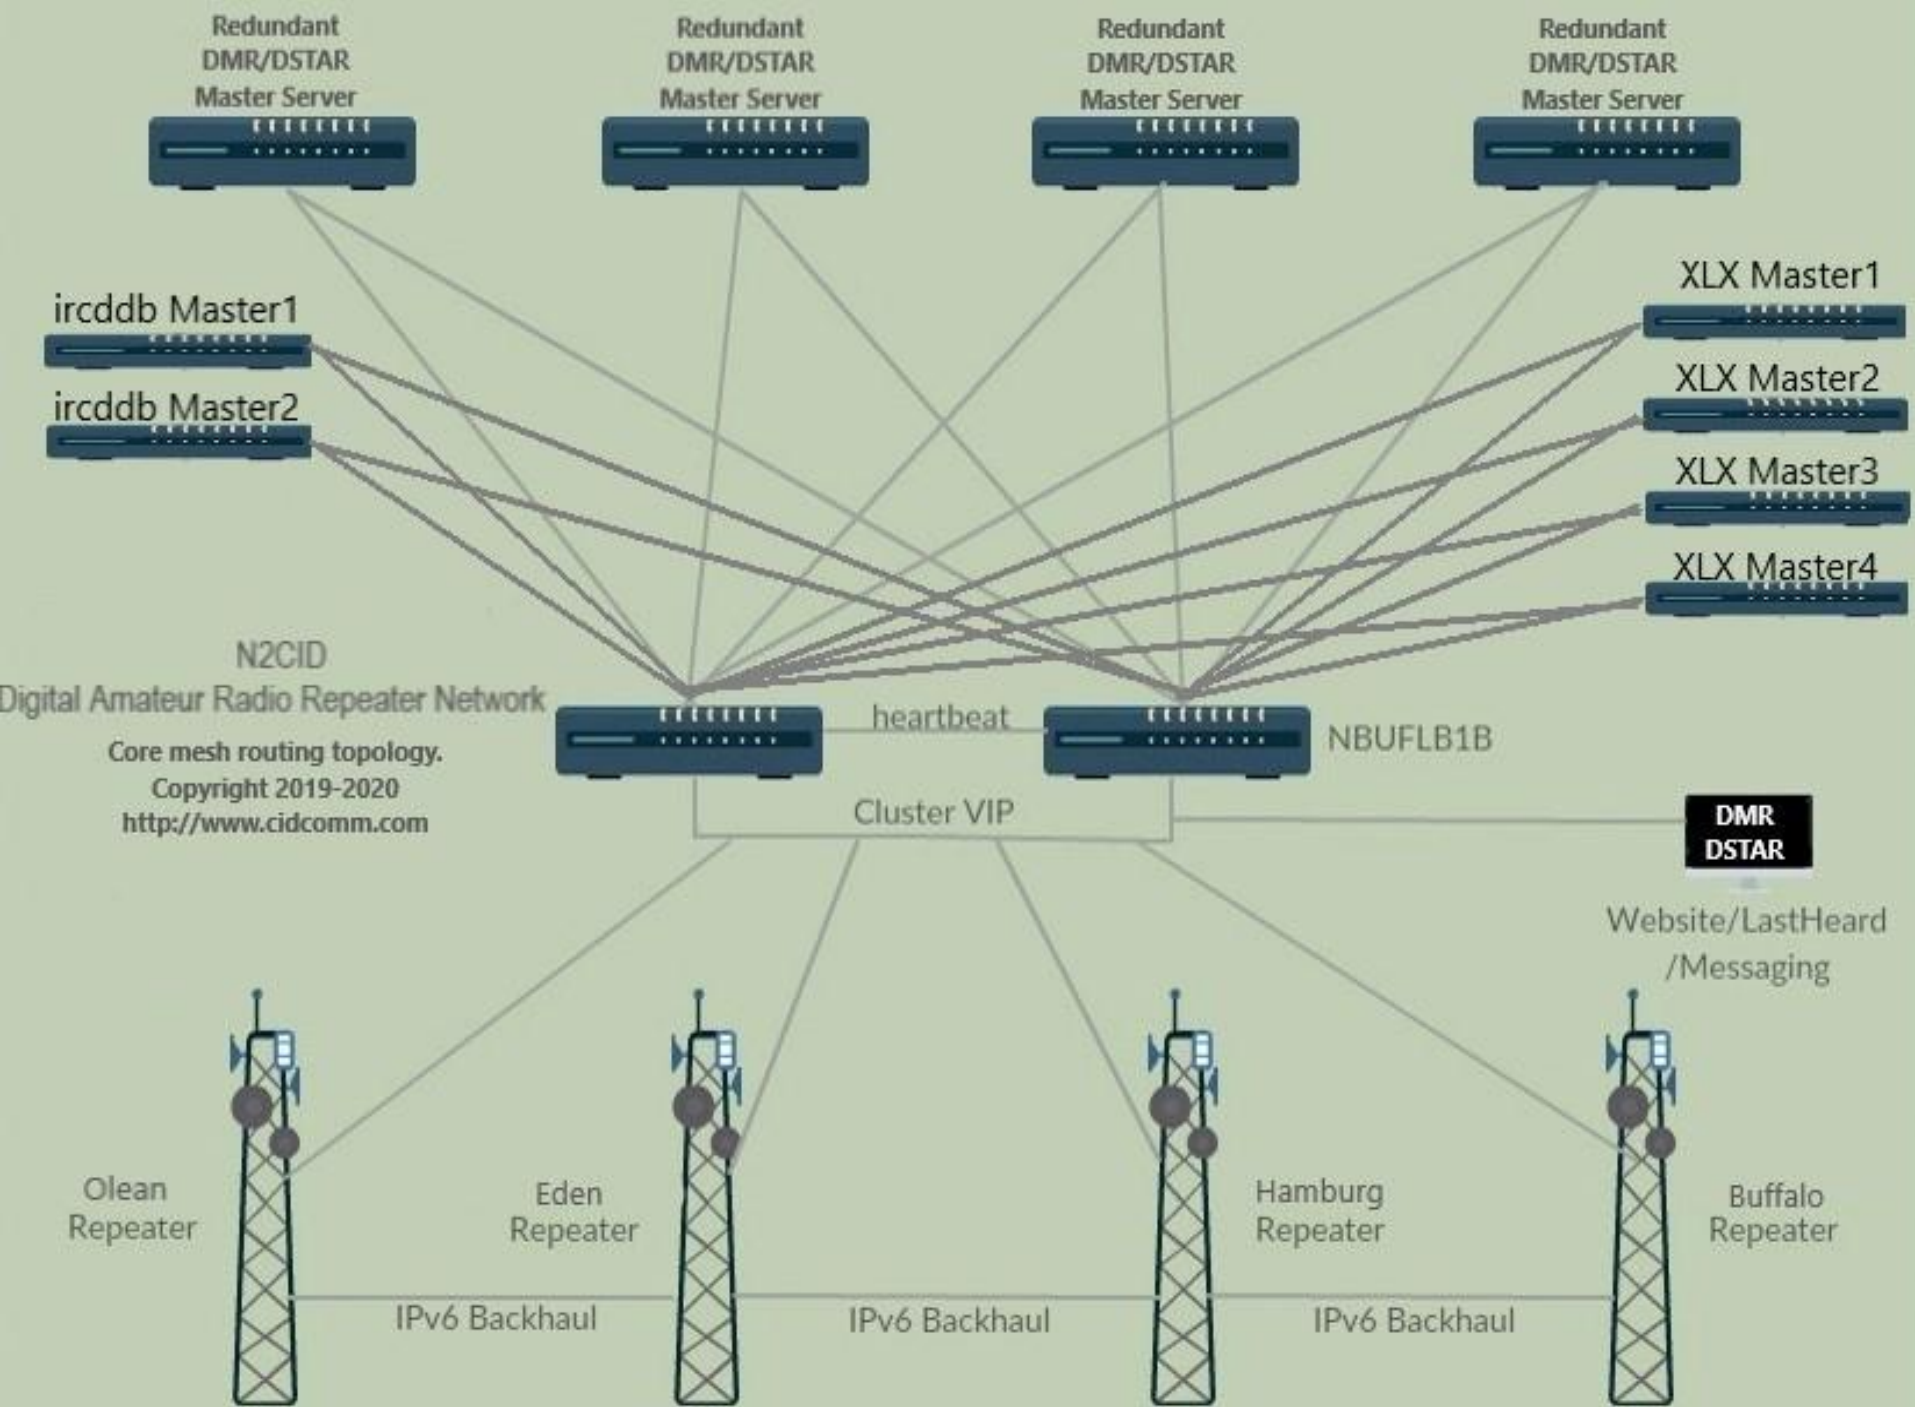 Redundant
DMR/DSTAR
Master Server
Redundant
DMR/DSTAR
Master Server
Redundant
DMR/DSTAR
Master Server
Redundant
DMR/DSTAR
Master Server
ircddb Master1
ircddb Master2
XLX Master1
XLX Master2
XLX Master3
XLX Master4
N2CID
Digital Amateur Radio Repeater Network
Core mesh routing topology.
Copyright 2019-2020
http://www.cidcomm.com
heartbeat
NBUFLB1B
Cluster VIP
DMR
DSTAR
Website/LastHeard
/Messaging
Olean
Repeater
Eden
Repeater
Hamburg
Repeater
Buffalo
Repeater
IPv6 Backhaul
IPv6 Backhaul
IPv6 Backhaul